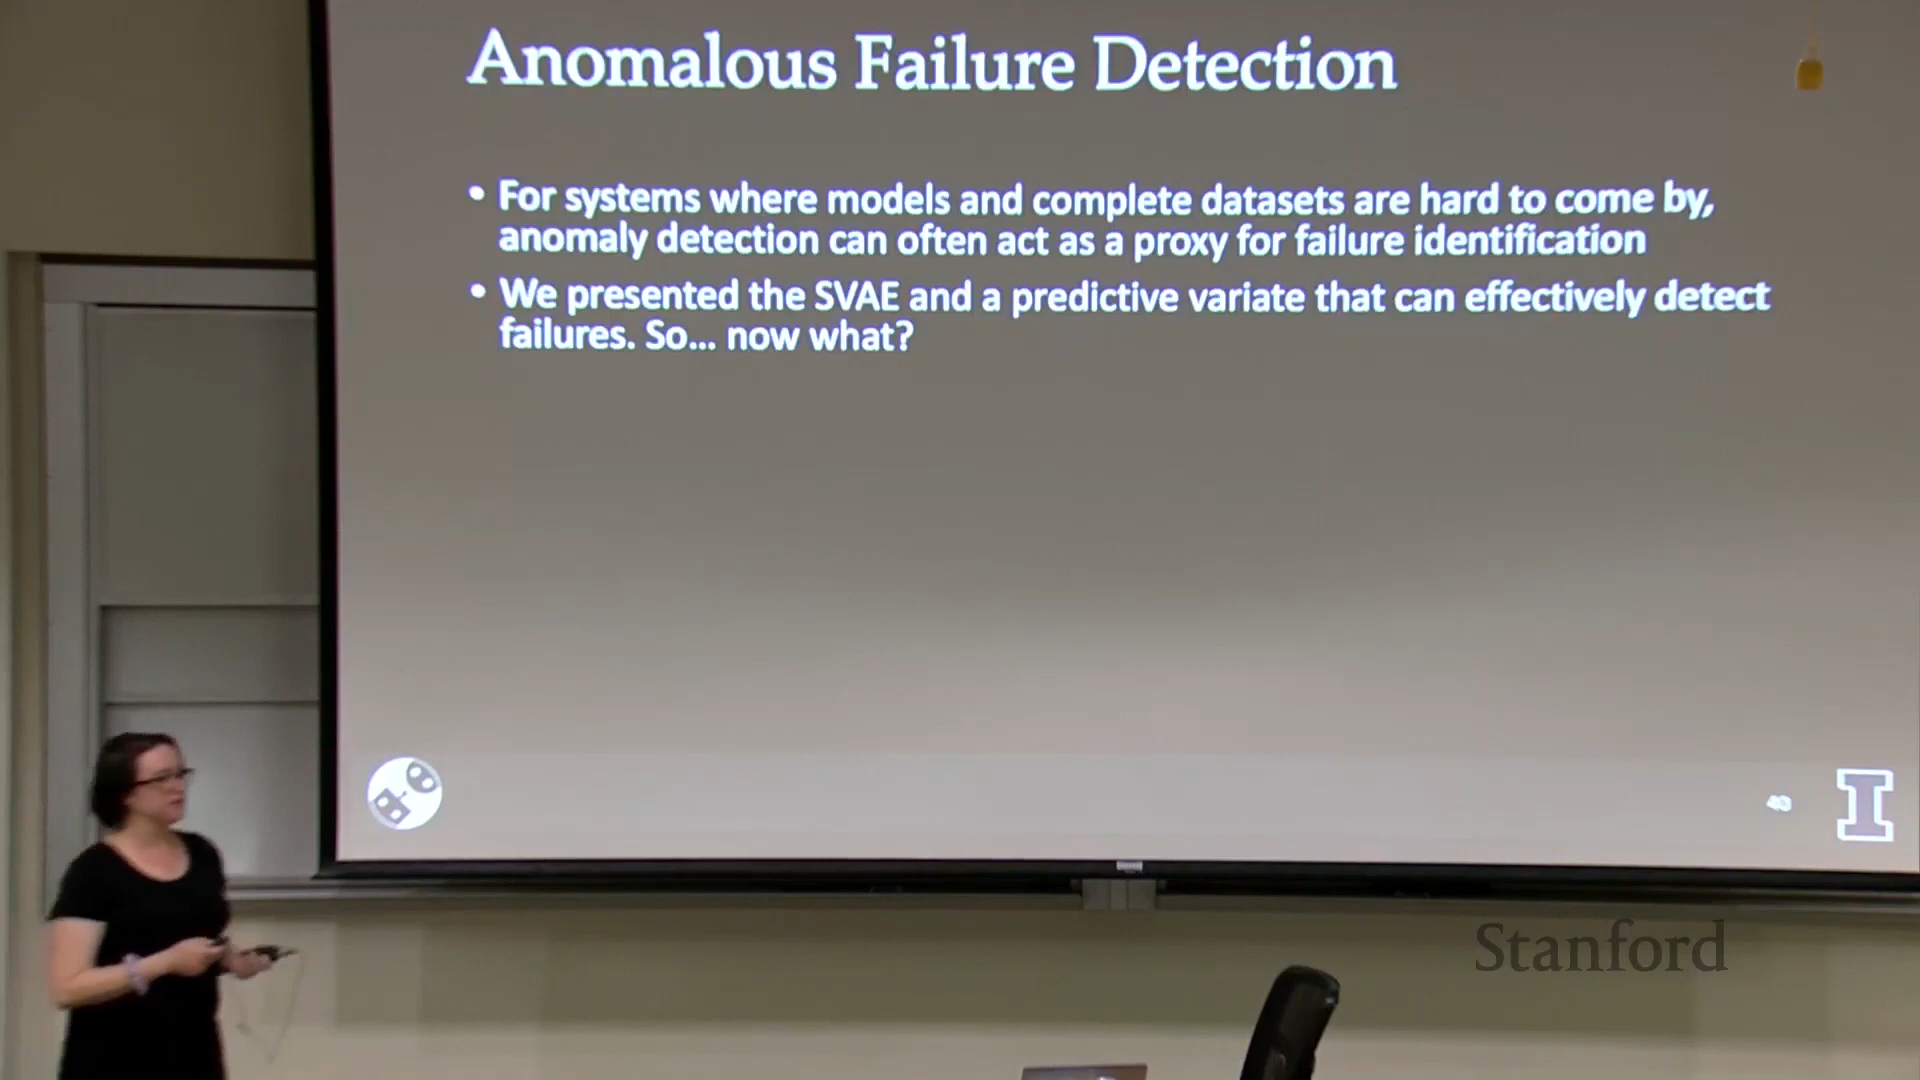 Anomalous Failure Detection
• For systems where models and complete datasets are hard to come by,
anomaly detection can often act as a proxy for failure identification
• We presented the SVAE and a predictive variate that can effectively detect
failures. So... now what?
40
I
Stanford